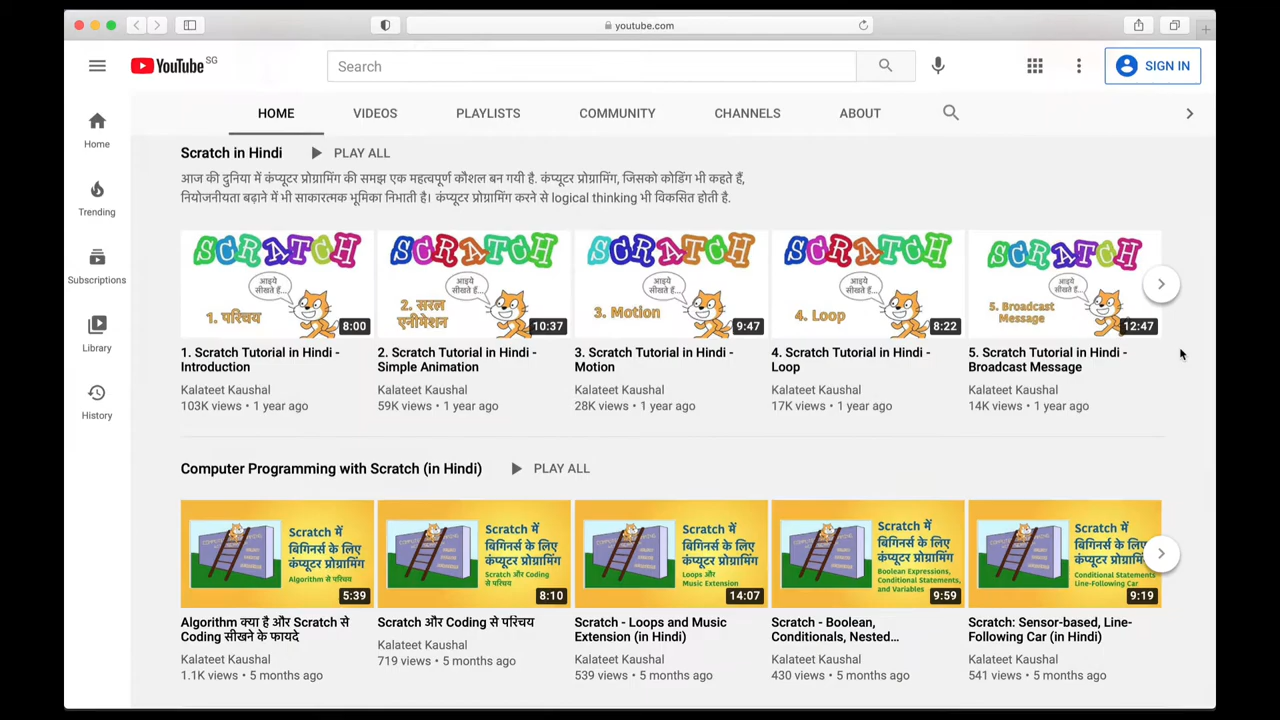 youtube.com
YouTube SG
Search
SIGN IN
HOME VIDEOS PLAYLISTS COMMUNITY CHANNELS ABOUT
Home
Trending
Subscriptions
Library
History
Scratch in Hindi PLAY ALL
आज की दुनिया में कंप्यूटर प्रोग्रामिंग की समझ एक महत्वपूर्ण कौशल बन गयी है. कंप्यूटर प्रोग्रामिंग, जिसको कोडिंग भी कहते हैं,
नियोजनीयता बढ़ाने में भी साकारत्मक भूमिका निभाती है। कंप्यूटर प्रोग्रामिंग करने से logical thinking भी विकसित होती है.
SCRATCH
आइये
सीखते हैं...
1. परिचय
8:00
1. Scratch Tutorial in Hindi -
Introduction
Kalateet Kaushal
103K views • 1 year ago
SCRATCH
आइये
सीखते हैं...
2. सरल
एनीमेशन
10:37
2. Scratch Tutorial in Hindi -
Simple Animation
Kalateet Kaushal
59K views • 1 year ago
SCRATCH
आइये
सीखते हैं...
3. Motion
9:47
3. Scratch Tutorial in Hindi -
Motion
Kalateet Kaushal
28K views • 1 year ago
SCRATCH
आइये
सीखते हैं...
4. Loop
8:22
4. Scratch Tutorial in Hindi -
Loop
Kalateet Kaushal
17K views • 1 year ago
SCRATCH
आइये
सीखते हैं...
5. Broadcast
Message
12:47
5. Scratch Tutorial in Hindi -
Broadcast Message
Kalateet Kaushal
14K views • 1 year ago
Computer Programming with Scratch (in Hindi) PLAY ALL
Scratch में
बिगिनर्स के लिए
कंप्यूटर प्रोग्रामिंग
Algorithm से परिचय
5:39
Algorithm क्या है और Scratch से
Coding सीखने के फायदे
Kalateet Kaushal
1.1K views • 5 months ago
Scratch में
बिगिनर्स के लिए
कंप्यूटर प्रोग्रामिंग
Scratch और Coding
से परिचय
8:10
Scratch और Coding से परिचय
Kalateet Kaushal
719 views • 5 months ago
Scratch में
बिगिनर्स के लिए
कंप्यूटर प्रोग्रामिंग
Loops और
Music Extension
14:07
Scratch - Loops and Music
Extension (in Hindi)
Kalateet Kaushal
539 views • 5 months ago
Scratch में
बिगिनर्स के लिए
कंप्यूटर प्रोग्रामिंग
Boolean Expressions,
Conditional Statements,
and Variables
9:59
Scratch - Boolean,
Conditionals, Nested...
Kalateet Kaushal
430 views • 5 months ago
Scratch में
बिगिनर्स के लिए
कंप्यूटर प्रोग्रामिंग
Conditional Statements
Line-Following Car
9:19
Scratch: Sensor-based, Line-
Following Car (in Hindi)
Kalateet Kaushal
541 views • 5 months ago